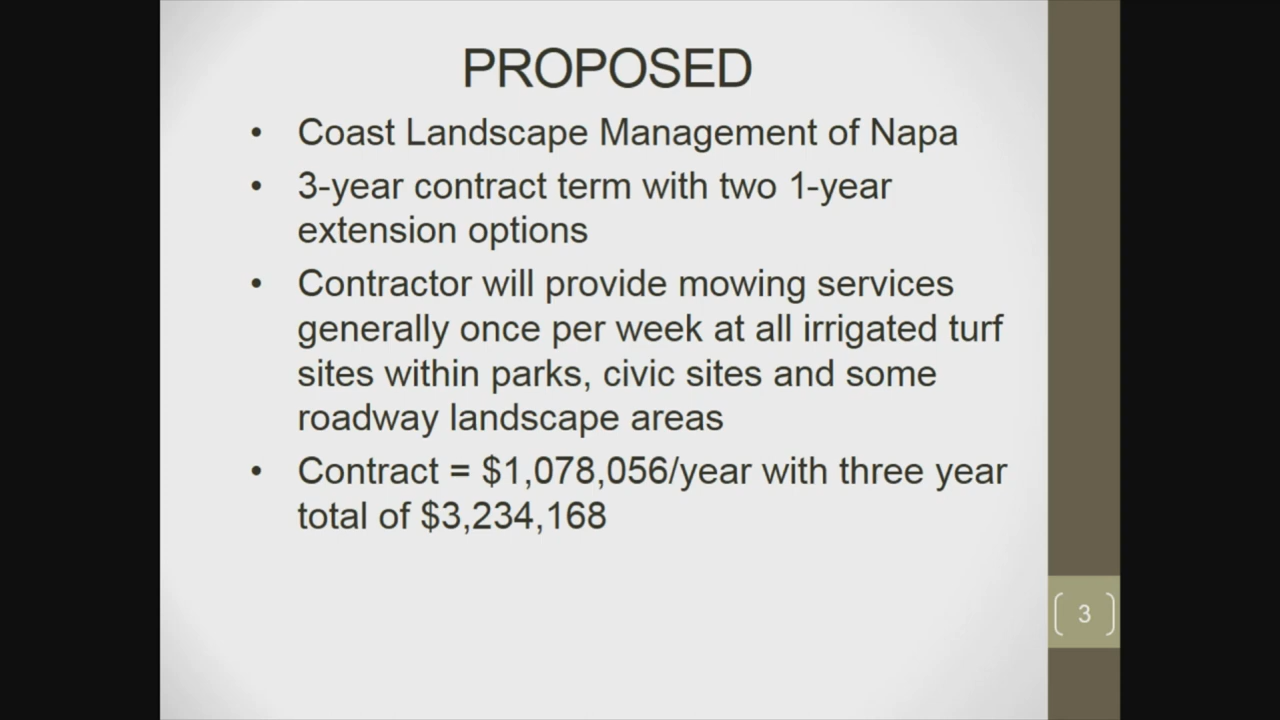 PROPOSED
• Coast Landscape Management of Napa
• 3-year contract term with two 1-year
extension options
• Contractor will provide mowing services
generally once per week at all irrigated turf
sites within parks, civic sites and some
roadway landscape areas
• Contract = $1,078,056/year with three year
total of $3,234,168
3